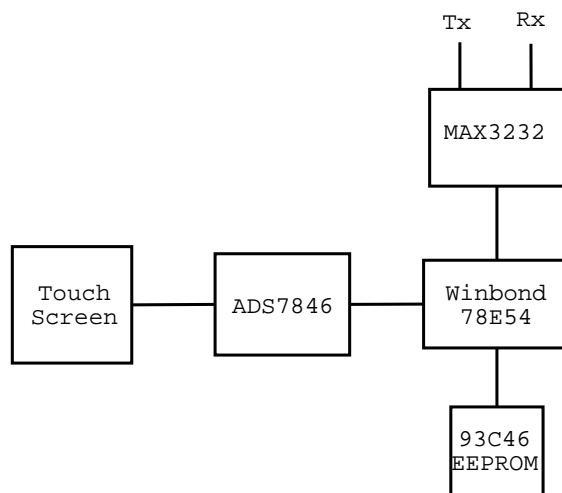 Tx Rx
MAX3232
Touch
Screen
ADS7846
Winbond
78E54
93C46
EEPROM